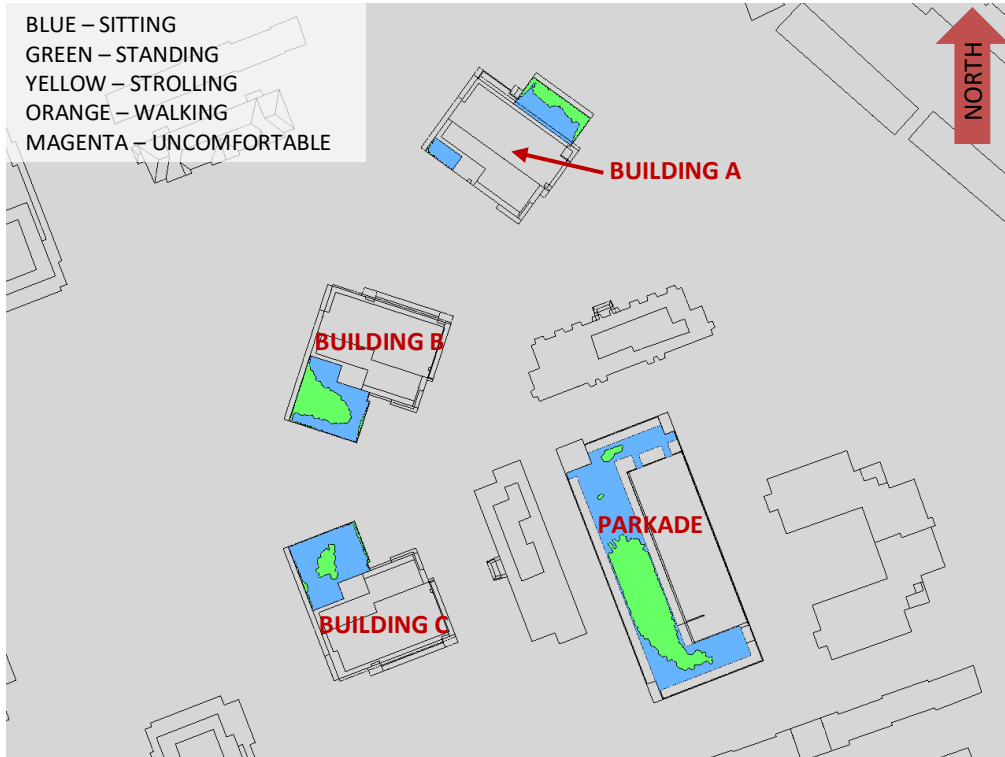 BLUE – SITTING
GREEN – STANDING
YELLOW – STROLLING
ORANGE – WALKING
MAGENTA – UNCOMFORTABLE
NORTH
BUILDING A
BUILDING B
PARKADE
BUILDING C